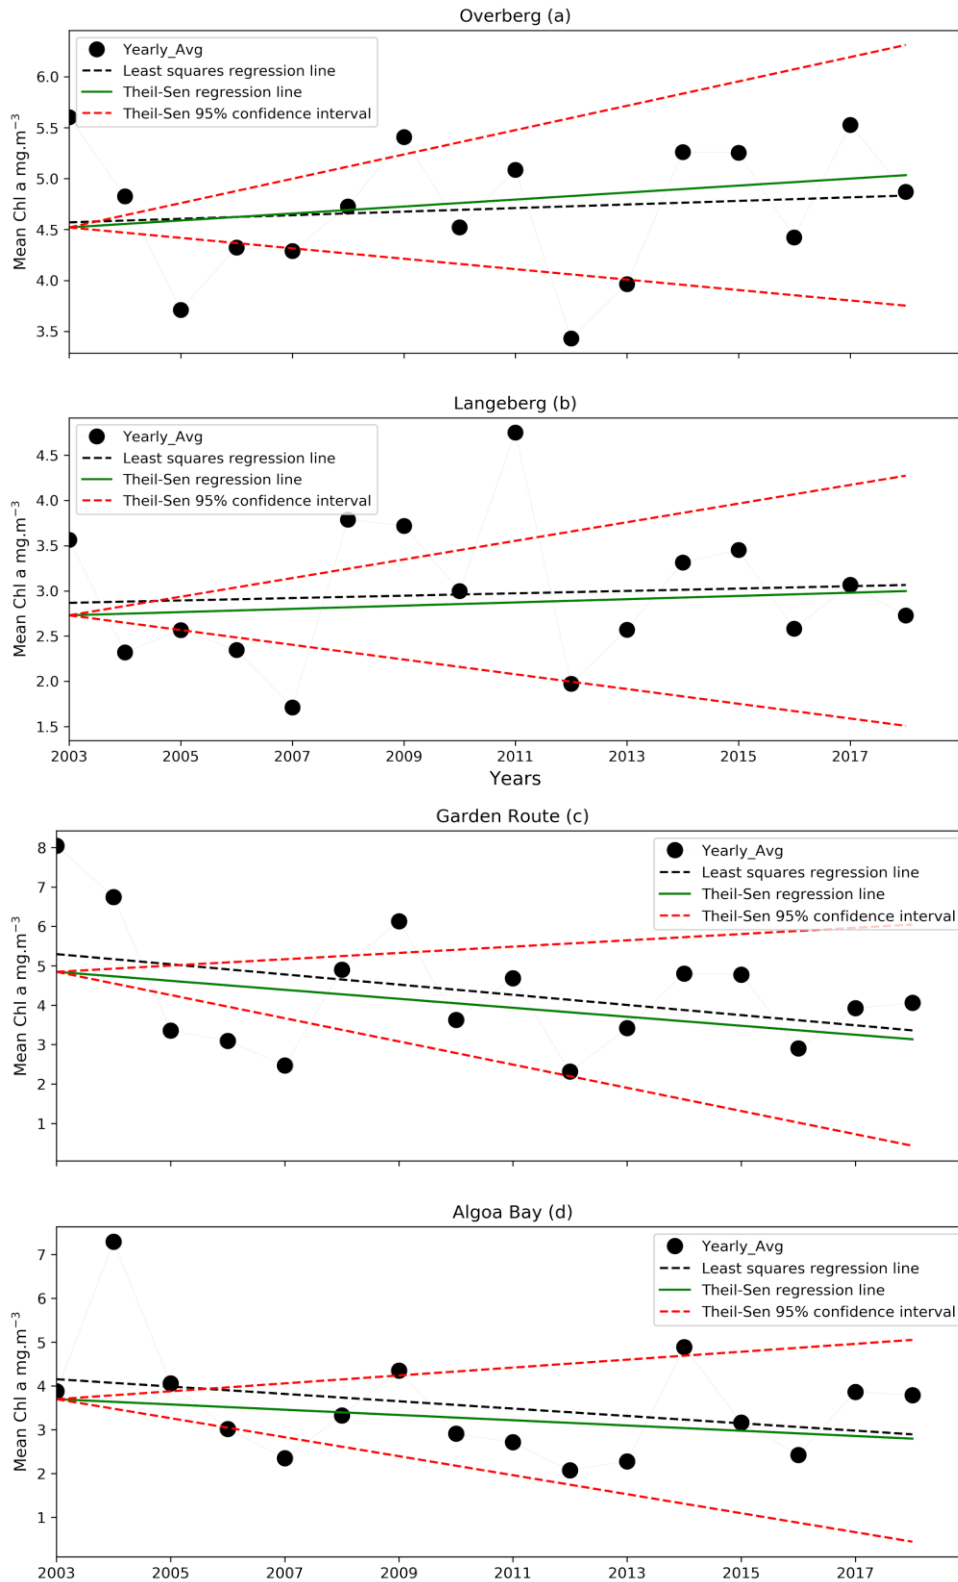 Overberg (a)
Mean Chl a mg.m⁻³
6.0
5.5
5.0
4.5
4.0
3.5
Yearly_Avg
Least squares regression line
Theil-Sen regression line
Theil-Sen 95% confidence interval
Langeberg (b)
Mean Chl a mg.m⁻³
4.5
4.0
3.5
3.0
2.5
2.0
1.5
Yearly_Avg
Least squares regression line
Theil-Sen regression line
Theil-Sen 95% confidence interval
2003 2005 2007 2009 2011 2013 2015 2017
Years
Garden Route (c)
Mean Chl a mg.m⁻³
8
7
6
5
4
3
2
1
Yearly_Avg
Least squares regression line
Theil-Sen regression line
Theil-Sen 95% confidence interval
Algoa Bay (d)
Mean Chl a mg.m⁻³
7
6
5
4
3
2
1
Yearly_Avg
Least squares regression line
Theil-Sen regression line
Theil-Sen 95% confidence interval
2003 2005 2007 2009 2011 2013 2015 2017